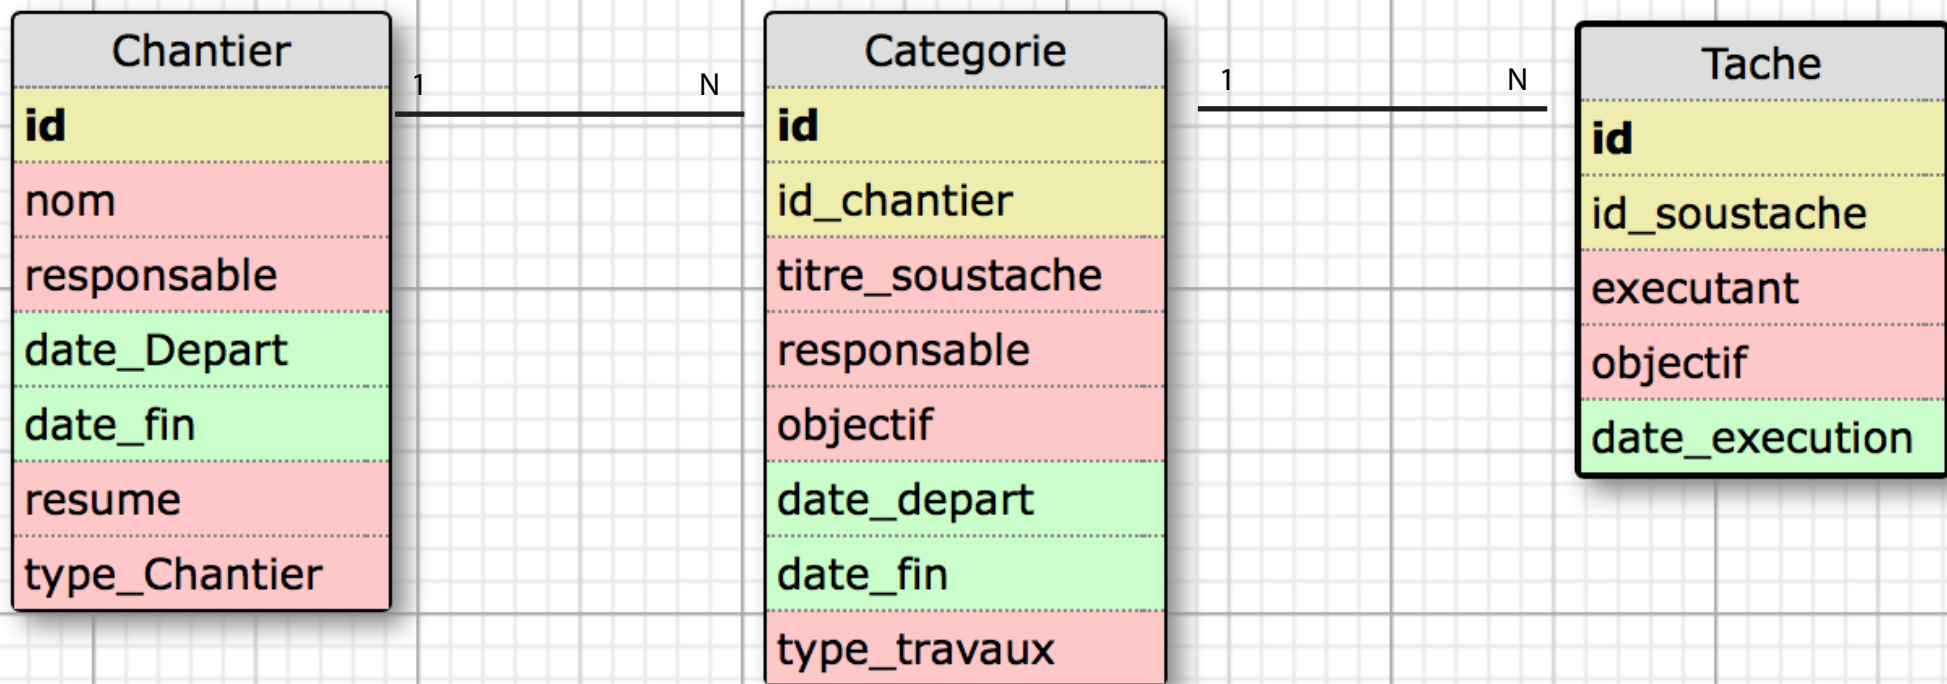 Chantier
id
nom
responsable
date_Depart
date_fin
resume
type_Chantier
1
N
Categorie
id
id_chantier
titre_soustache
responsable
objectif
date_depart
date_fin
type_travaux
1
N
Tache
id
id_soustache
executant
objectif
date_execution